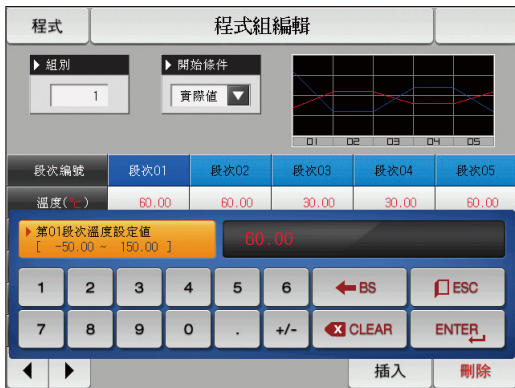 程式
程式組編輯
▶ 組別
▶ 開始條件
1
實際值 ▼
01 02 03 04 05
段次編號 段次01 段次02 段次03 段次04 段次05
溫度(℃) 60.00 60.00 30.00 30.00 60.00
▶ 第01段次溫度設定值
[ -50.00 ~ 150.00 ]
60.00
1 2 3 4 5 6 BS ESC
7 8 9 0 . +/- CLEAR ENTER
插入 刪除